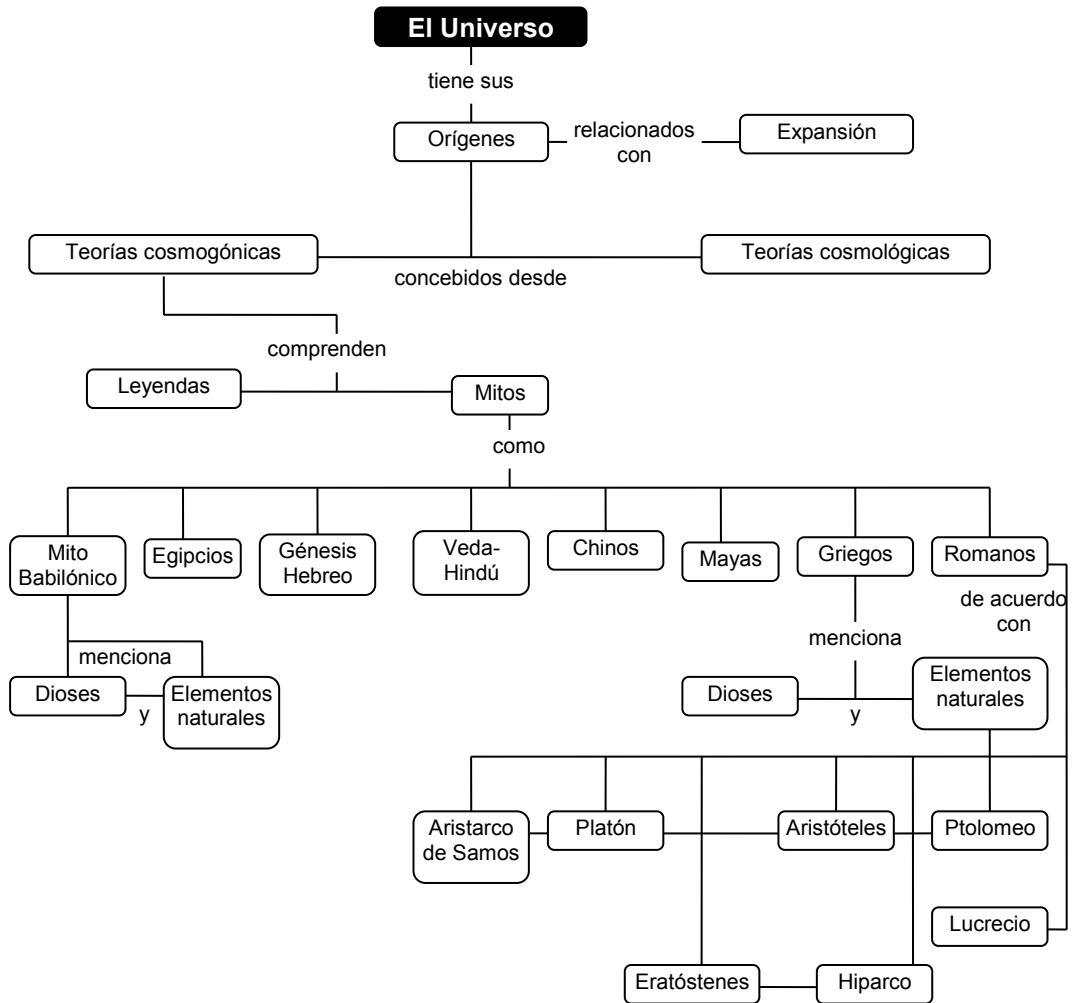 El Universo
tiene sus
Orígenes
relacionados
con
Expansión
Teorías cosmogónicas
concebidos desde
Teorías cosmológicas
comprenden
Leyendas
Mitos
como
Mito
Babilónico
Egipcios
Génesis
Hebreo
Veda-
Hindú
Chinos
Mayas
Griegos
Romanos
de acuerdo
con
menciona
Dioses
y
Elementos
naturales
menciona
Dioses
y
Elementos
naturales
Aristarco
de Samos
Platón
Aristóteles
Ptolomeo
Lucrecio
Eratóstenes
Hiparco